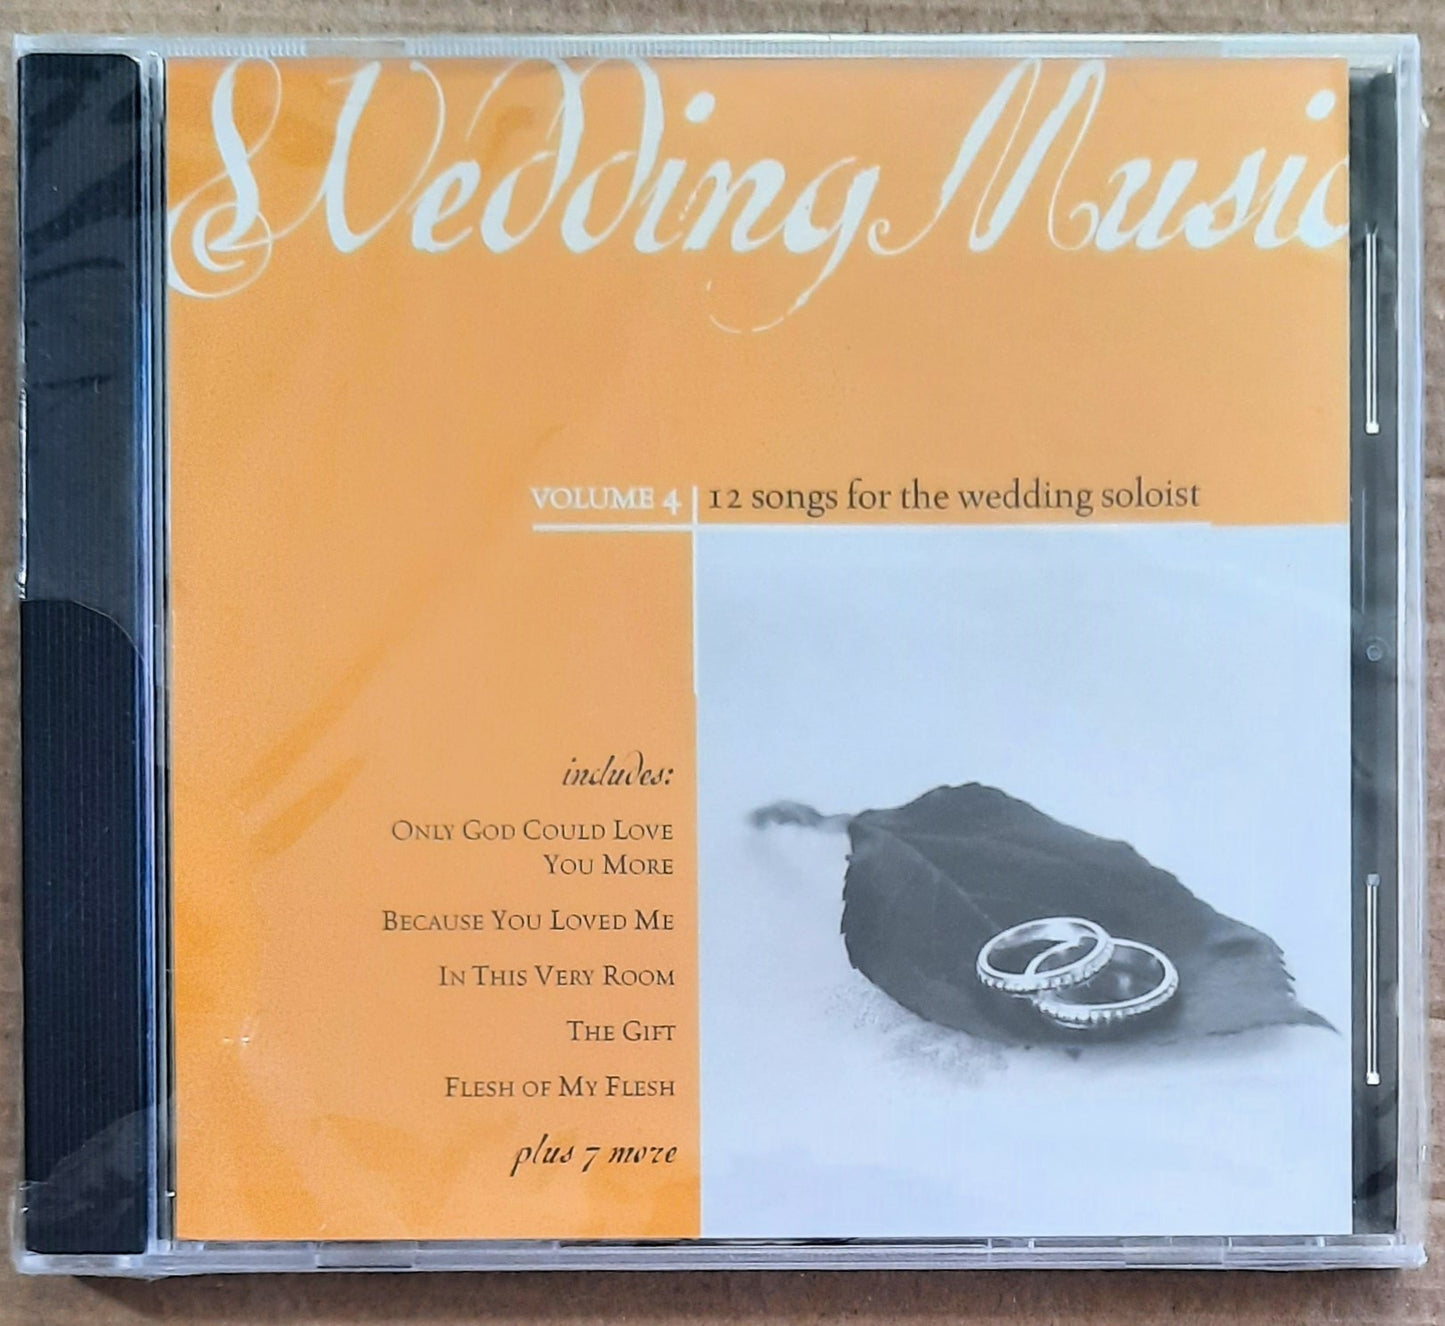 Wedding Music
VOLUME 4 | 12 songs for the wedding soloist
includes:
ONLY GOD COULD LOVE
YOU MORE
BECAUSE YOU LOVED ME
IN THIS VERY ROOM
THE GIFT
FLESH OF MY FLESH
plus 7 more